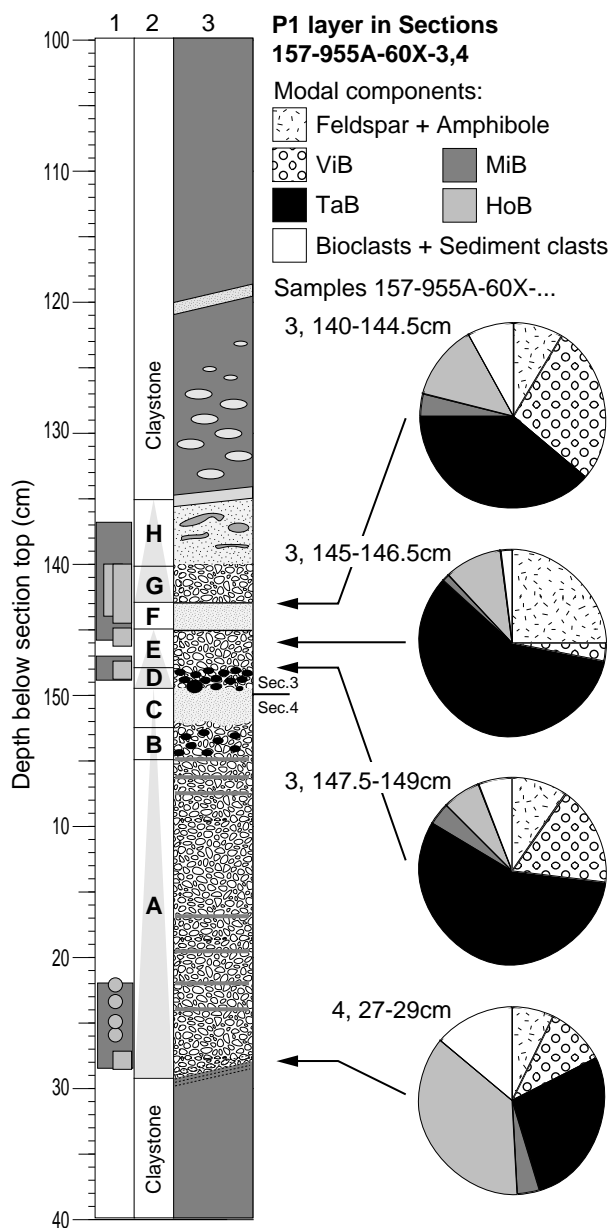 1 2 3
P1 layer in Sections
157-955A-60X-3,4
Modal components:
Feldspar + Amphibole
ViB MiB
TaB HoB
Bioclasts + Sediment clasts
Samples 157-955A-60X-...
3, 140-144.5cm
3, 145-146.5cm
3, 147.5-149cm
4, 27-29cm
Depth below section top (cm)
100
110
120
130
140
150
10
20
30
40
Claystone
H
G
F
E
D
C
B
A
Claystone
Sec.3
Sec.4